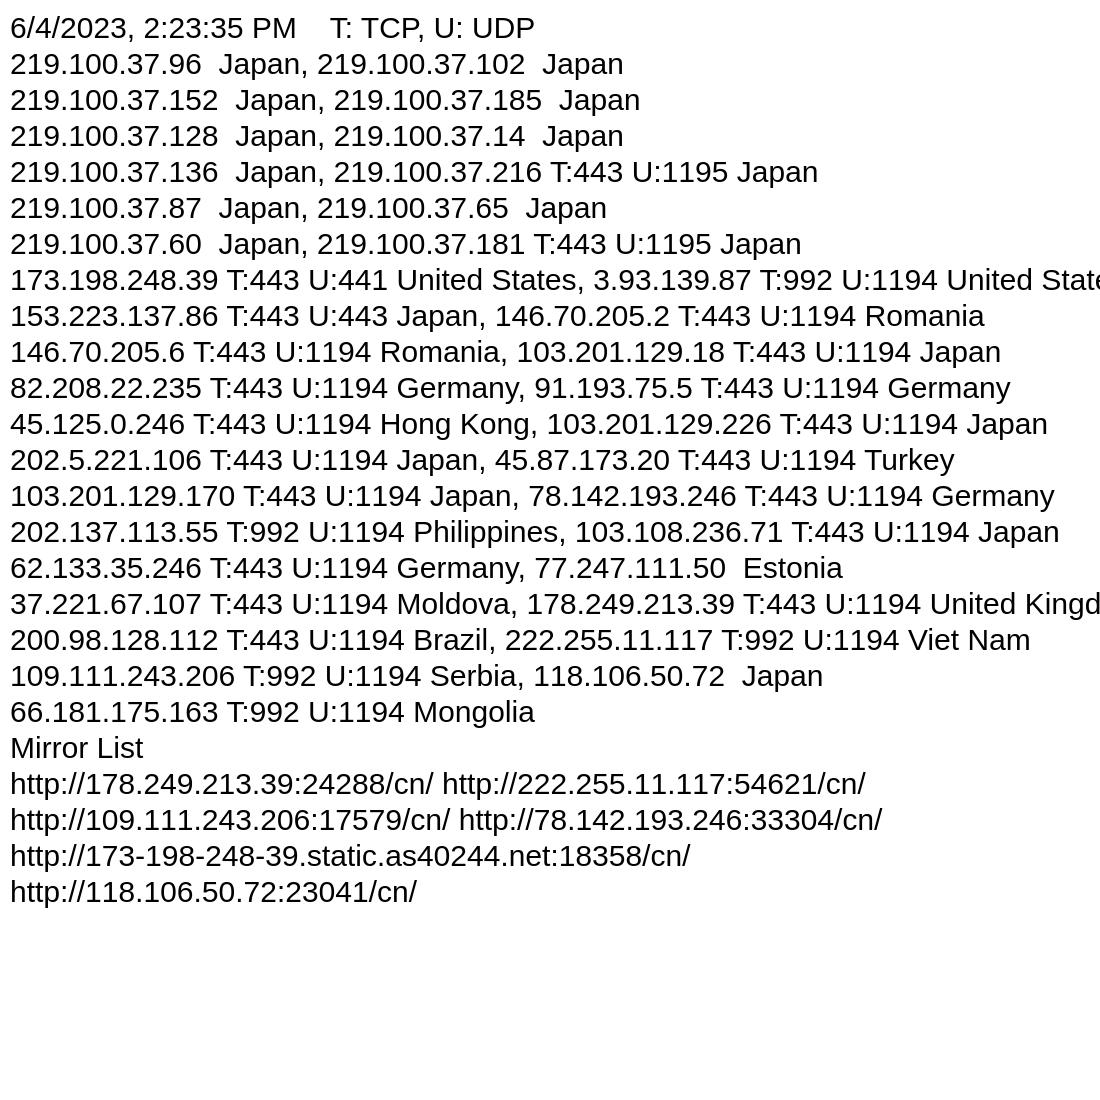 6/4/2023, 2:23:35 PM    T: TCP, U: UDP
219.100.37.96  Japan, 219.100.37.102  Japan
219.100.37.152  Japan, 219.100.37.185  Japan
219.100.37.128  Japan, 219.100.37.14  Japan
219.100.37.136  Japan, 219.100.37.216 T:443 U:1195 Japan
219.100.37.87  Japan, 219.100.37.65  Japan
219.100.37.60  Japan, 219.100.37.181 T:443 U:1195 Japan
173.198.248.39 T:443 U:441 United States, 3.93.139.87 T:992 U:1194 United State
153.223.137.86 T:443 U:443 Japan, 146.70.205.2 T:443 U:1194 Romania
146.70.205.6 T:443 U:1194 Romania, 103.201.129.18 T:443 U:1194 Japan
82.208.22.235 T:443 U:1194 Germany, 91.193.75.5 T:443 U:1194 Germany
45.125.0.246 T:443 U:1194 Hong Kong, 103.201.129.226 T:443 U:1194 Japan
202.5.221.106 T:443 U:1194 Japan, 45.87.173.20 T:443 U:1194 Turkey
103.201.129.170 T:443 U:1194 Japan, 78.142.193.246 T:443 U:1194 Germany
202.137.113.55 T:992 U:1194 Philippines, 103.108.236.71 T:443 U:1194 Japan
62.133.35.246 T:443 U:1194 Germany, 77.247.111.50  Estonia
37.221.67.107 T:443 U:1194 Moldova, 178.249.213.39 T:443 U:1194 United Kingd
200.98.128.112 T:443 U:1194 Brazil, 222.255.11.117 T:992 U:1194 Viet Nam
109.111.243.206 T:992 U:1194 Serbia, 118.106.50.72  Japan
66.181.175.163 T:992 U:1194 Mongolia
Mirror List
http://178.249.213.39:24288/cn/ http://222.255.11.117:54621/cn/
http://109.111.243.206:17579/cn/ http://78.142.193.246:33304/cn/
http://173-198-248-39.static.as40244.net:18358/cn/
http://118.106.50.72:23041/cn/